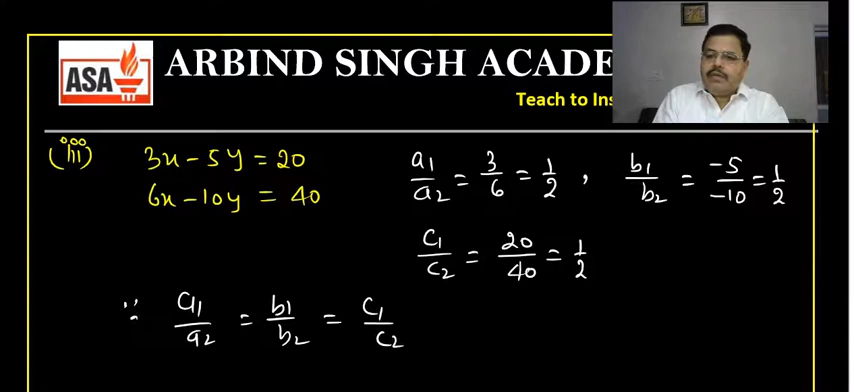 ASA
ARBIND SINGH ACADE
Teach to Ins
(iii) 3x - 5y = 20
6x - 10y = 40
a₁/a₂ = 3/6 = 1/2 , b₁/b₂ = -5/-10 = 1/2
c₁/c₂ = 20/40 = 1/2
∵ a₁/a₂ = b₁/b₂ = c₁/c₂